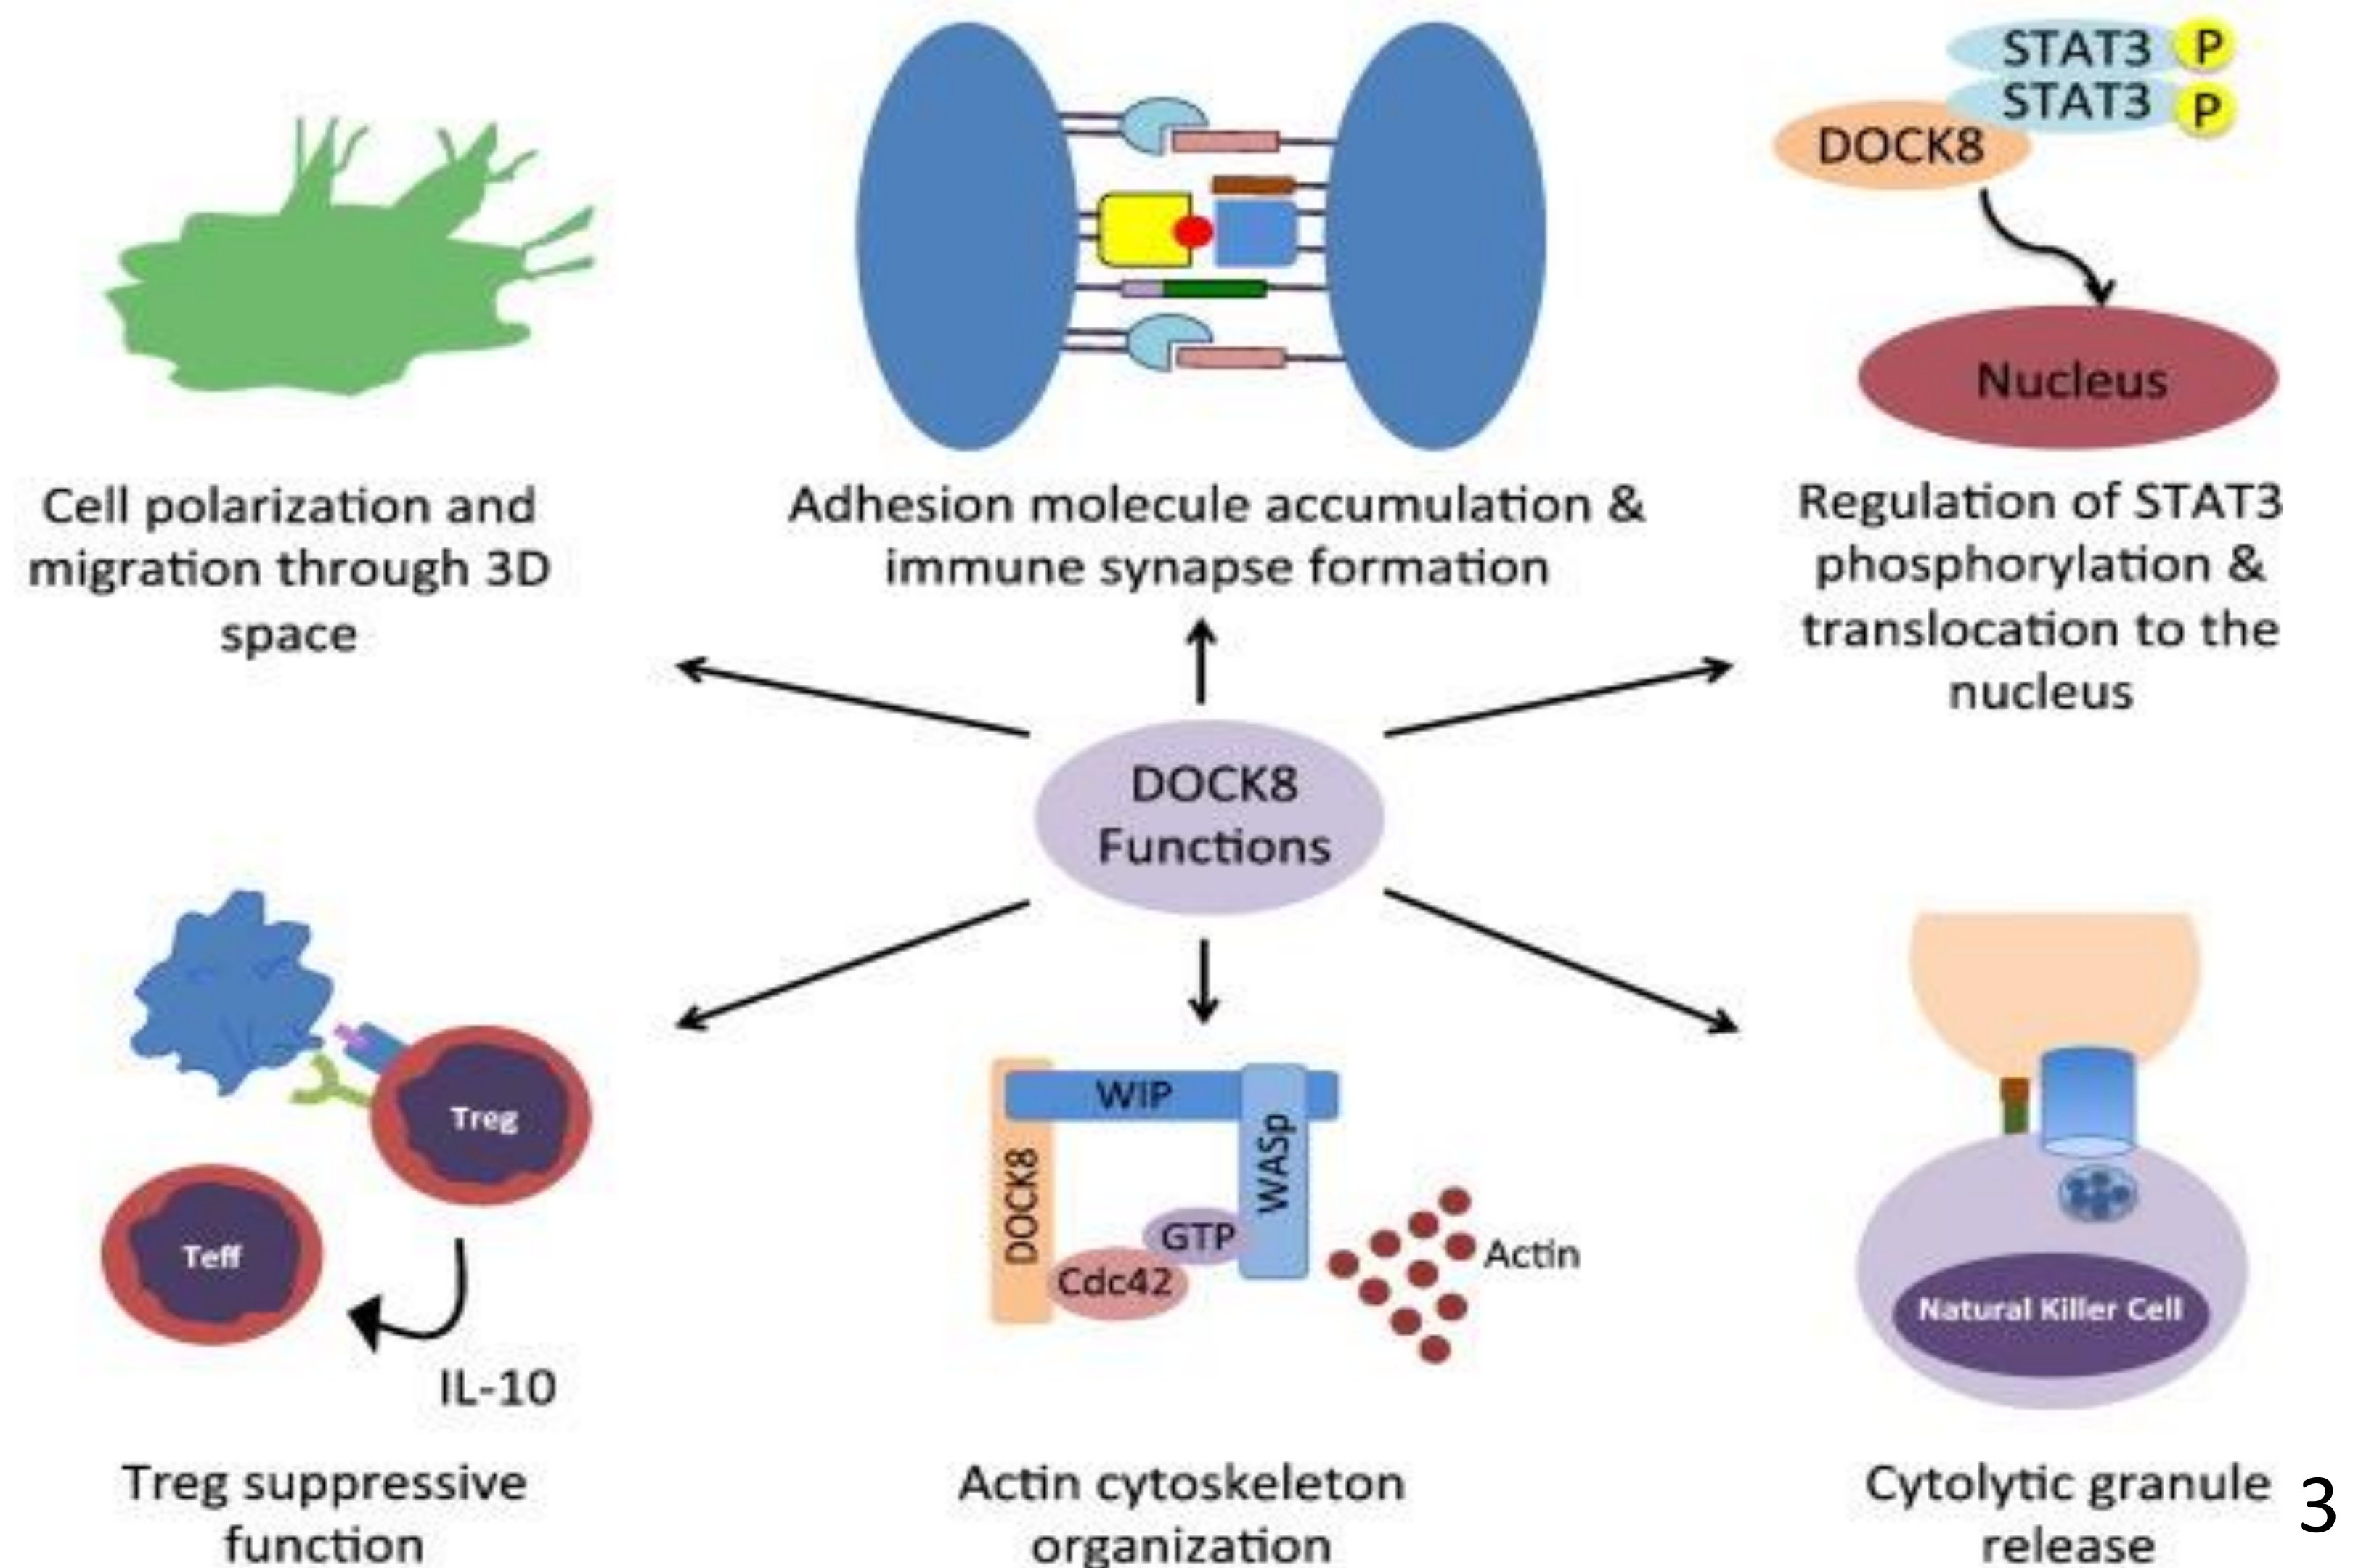 STAT3 P
STAT3 P
DOCK8
Nucleus
Cell polarization and
migration through 3D
space
Adhesion molecule accumulation &
immune synapse formation
Regulation of STAT3
phosphorylation &
translocation to the
nucleus
DOCK8
Functions
Treg
Teff
IL-10
Treg suppressive
function
WIP
WASp
DOCK8
GTP
Cdc42
Actin
Actin cytoskeleton
organization
Natural Killer Cell
Cytolytic granule
release
3